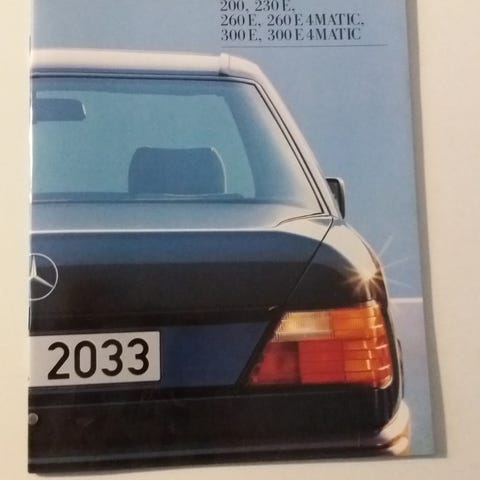 200, 230 E,
260 E, 260 E 4MATIC,
300 E, 300 E 4MATIC
2033